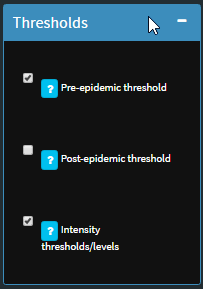 Thresholds
? Pre-epidemic threshold
? Post-epidemic threshold
? Intensity
thresholds/levels